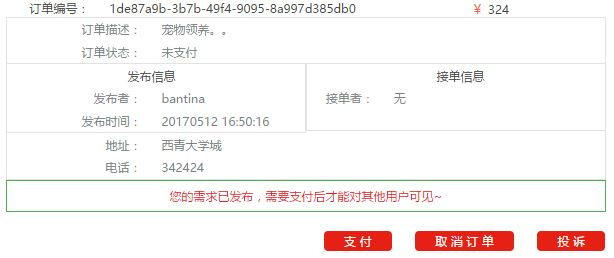 订单编号： 1de87a9b-3b7b-49f4-9095-8a997d385db0 ¥ 324
订单描述： 宠物领养。。
订单状态： 未支付
发布信息
发布者： bantina
发布时间： 20170512 16:50:16
接单信息
接单者： 无
地址： 西青大学城
电话： 342424
您的需求已发布，需要支付后才能对其他用户可见~
支付 取消订单 投诉